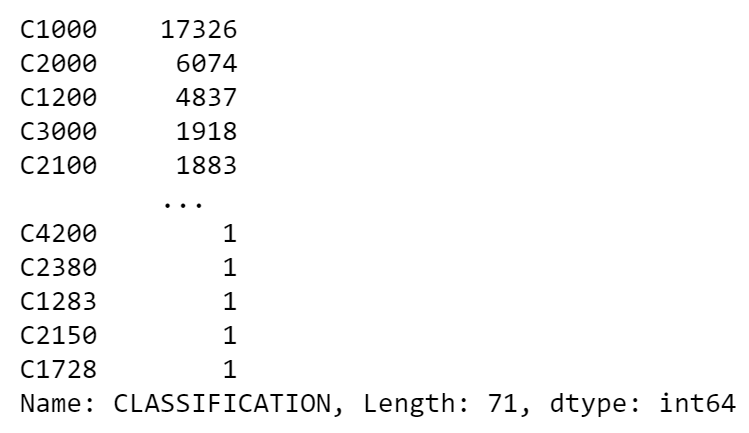 C1000    17326
C2000     6074
C1200     4837
C3000     1918
C2100     1883
         ...
C4200        1
C2380        1
C1283        1
C2150        1
C1728        1
Name: CLASSIFICATION, Length: 71, dtype: int64